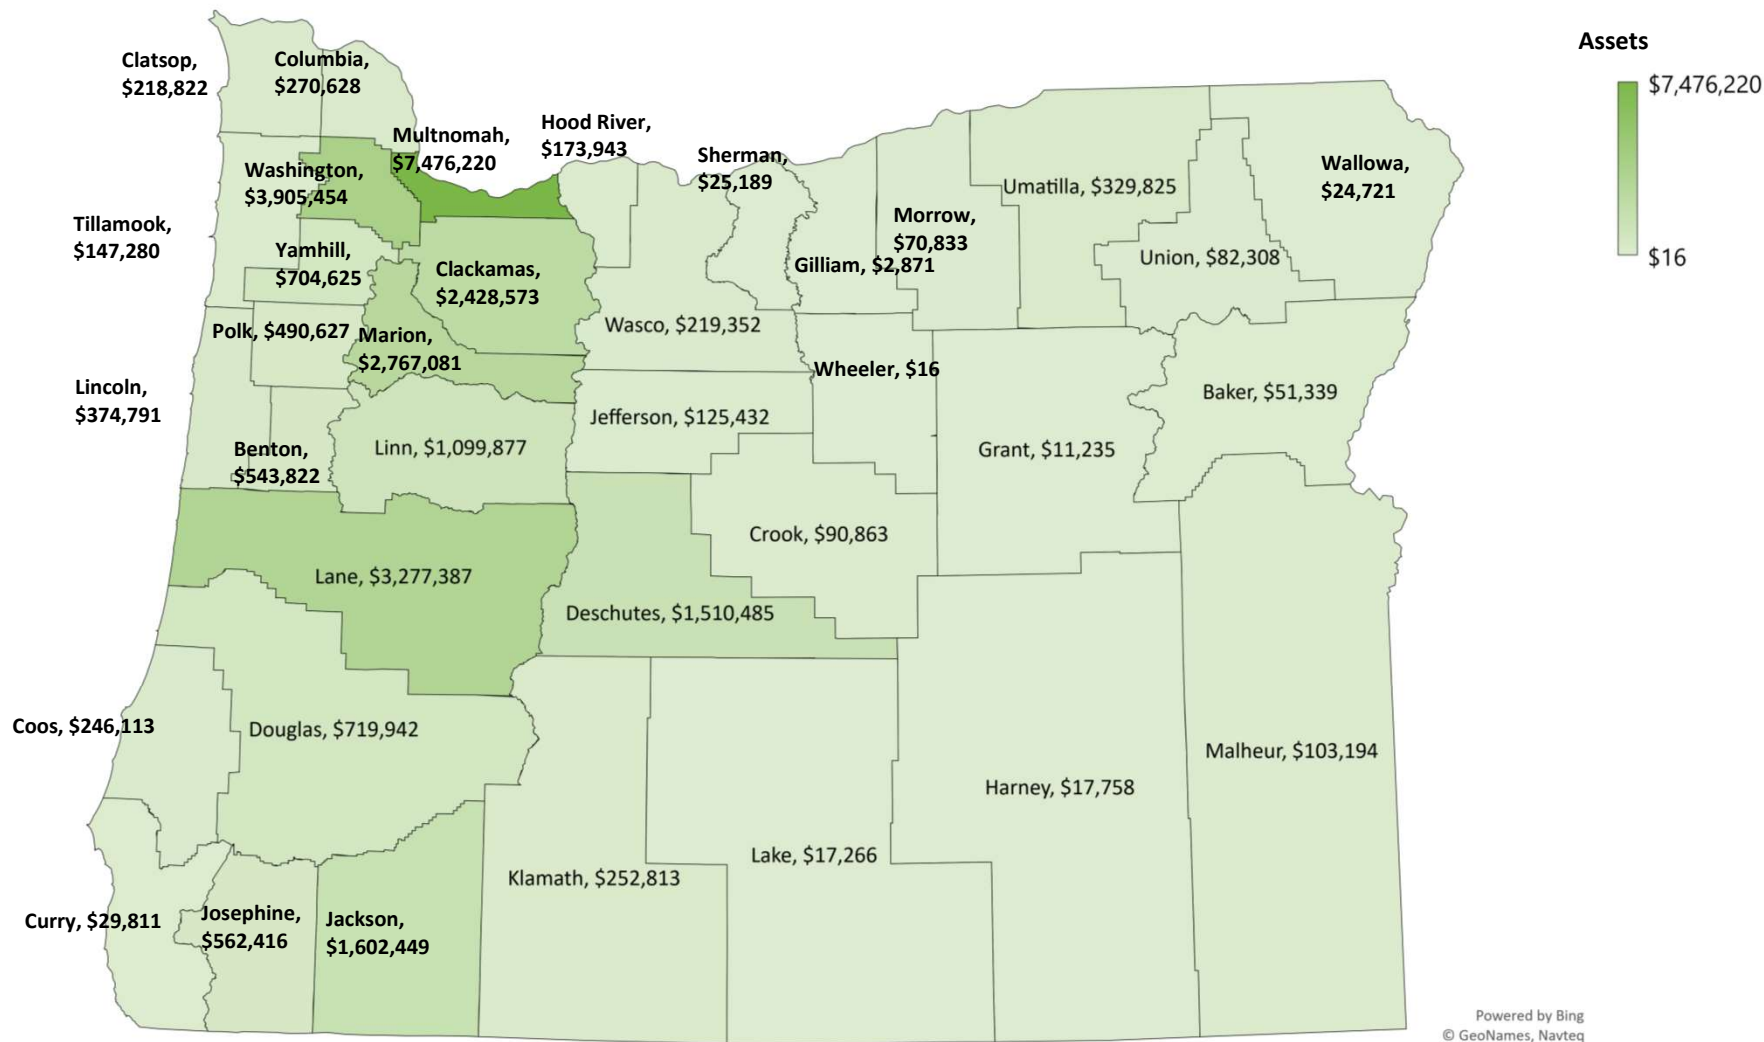 Assets
$7,476,220
$16
Clatsop,
$218,822
Columbia,
$270,628
Multnomah,
$7,476,220
Hood River,
$173,943
Sherman,
$25,189
Washington,
$3,905,454
Wallowa,
$24,721
Umatilla, $329,825
Morrow,
$70,833
Tillamook,
$147,280
Yamhill,
$704,625
Clackamas,
$2,428,573
Gilliam, $2,871
Union, $82,308
Polk, $490,627
Marion,
$2,767,081
Wasco, $219,352
Wheeler, $16
Lincoln,
$374,791
Baker, $51,339
Jefferson, $125,432
Benton,
$543,822
Linn, $1,099,877
Grant, $11,235
Crook, $90,863
Lane, $3,277,387
Deschutes, $1,510,485
Coos, $246,113
Douglas, $719,942
Malheur, $103,194
Harney, $17,758
Lake, $17,266
Klamath, $252,813
Curry, $29,811
Josephine,
$562,416
Jackson,
$1,602,449
Powered by Bing
© GeoNames, Navteq